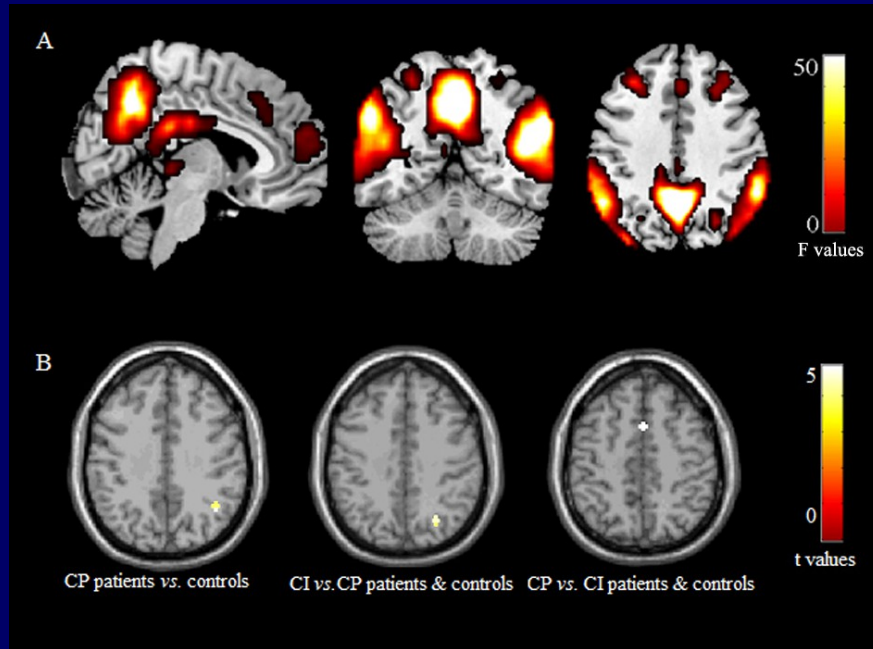 A
50
0
F values
B
5
0
t values
CP patients vs. controls
CI vs.CP patients & controls
CP vs. CI patients & controls